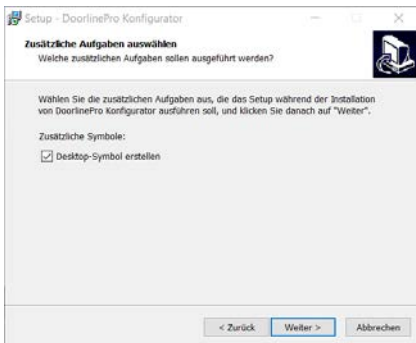 Setup - DoorlinePro Konfigurator
Zusätzliche Aufgaben auswählen
Welche zusätzlichen Aufgaben sollen ausgeführt werden?
Wählen Sie die zusätzlichen Aufgaben aus, die das Setup während der Installation
von DoorlinePro Konfigurator ausführen soll, und klicken Sie danach auf "Weiter".
Zusätzliche Symbole:
Desktop-Symbol erstellen
< Zurück Weiter > Abbrechen